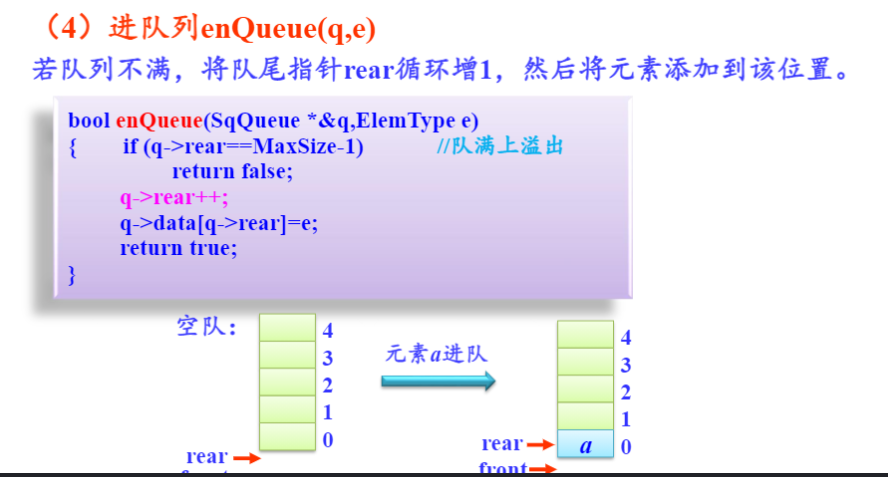 （4）进队列enQueue(q,e)
若队列不满，将队尾指针rear循环增1，然后将元素添加到该位置。
bool enQueue(SqQueue *&q,ElemType e)
{ if (q->rear==MaxSize-1) //队满上溢出
return false;
q->rear++;
q->data[q->rear]=e;
return true;
}
空队：
4
3
2
1
0
rear
元素a进队
4
3
2
1
a 0
rear
front